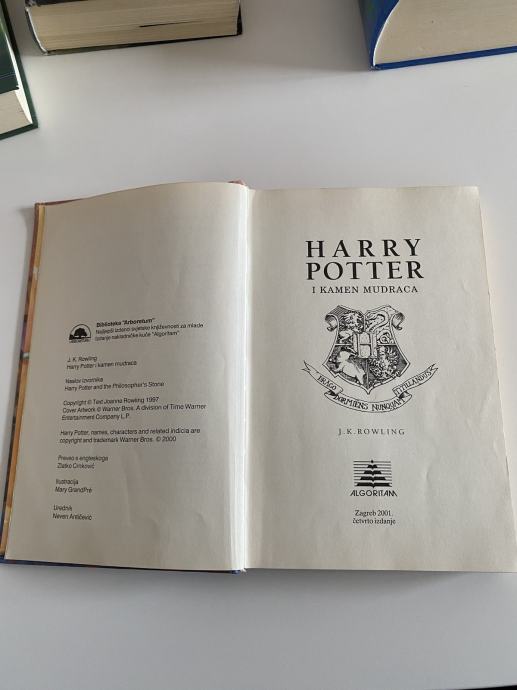 Biblioteka "Arboretum"
Najljepši izdanci svjetske književnosti za mlade
Izdanje nakladničke kuće "Algoritam"
J. K. Rowling
Harry Potter i kamen mudraca
Naslov izvornika
Harry Potter and the Philosopher's Stone
Copyright © Text Joanne Rowling 1997
Cover Artwork © Warner Bros. A division of Time Warner
Entertainment Company L.P.
Harry Potter, names, characters and related indicia are
copyright and trademark Warner Bros. © 2000
Preveo s engleskoga
Zlatko Crnković
Ilustracija
Mary GrandPré
Urednik
Neven Antičević
HARRY
POTTER
I KAMEN MUDRACA
DRACO DORMIENS NUNQUAM TITILLANDUS
J.K.ROWLING
ALGORITAM
Zagreb 2001.
četvrto izdanje